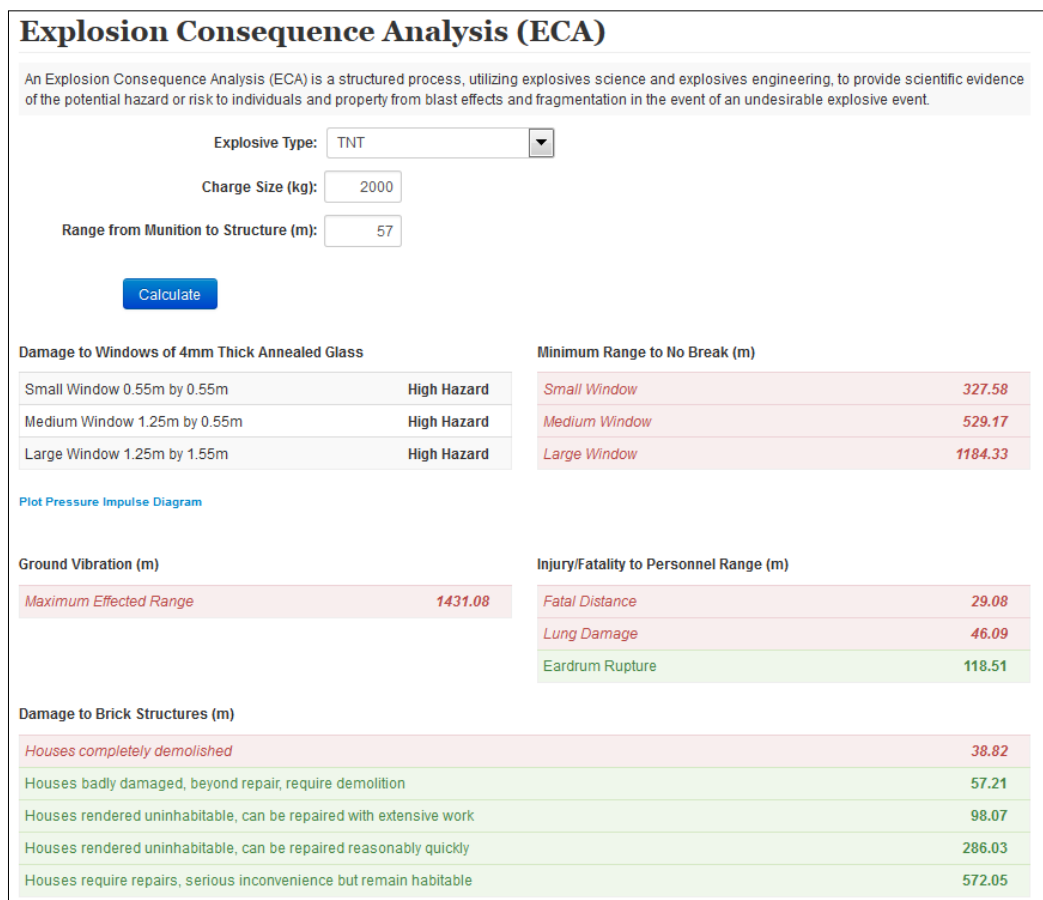 Explosion Consequence Analysis (ECA)
An Explosion Consequence Analysis (ECA) is a structured process, utilizing explosives science and explosives engineering, to provide scientific evidence
of the potential hazard or risk to individuals and property from blast effects and fragmentation in the event of an undesirable explosive event.
Explosive Type: TNT
Charge Size (kg): 2000
Range from Munition to Structure (m): 57
Calculate
Damage to Windows of 4mm Thick Annealed Glass
Small Window 0.55m by 0.55m High Hazard
Medium Window 1.25m by 0.55m High Hazard
Large Window 1.25m by 1.55m High Hazard
Minimum Range to No Break (m)
Small Window 327.58
Medium Window 529.17
Large Window 1184.33
Plot Pressure Impulse Diagram
Ground Vibration (m)
Maximum Effected Range 1431.08
Injury/Fatality to Personnel Range (m)
Fatal Distance 29.08
Lung Damage 46.09
Eardrum Rupture 118.51
Damage to Brick Structures (m)
Houses completely demolished 38.82
Houses badly damaged, beyond repair, require demolition 57.21
Houses rendered uninhabitable, can be repaired with extensive work 98.07
Houses rendered uninhabitable, can be repaired reasonably quickly 286.03
Houses require repairs, serious inconvenience but remain habitable 572.05